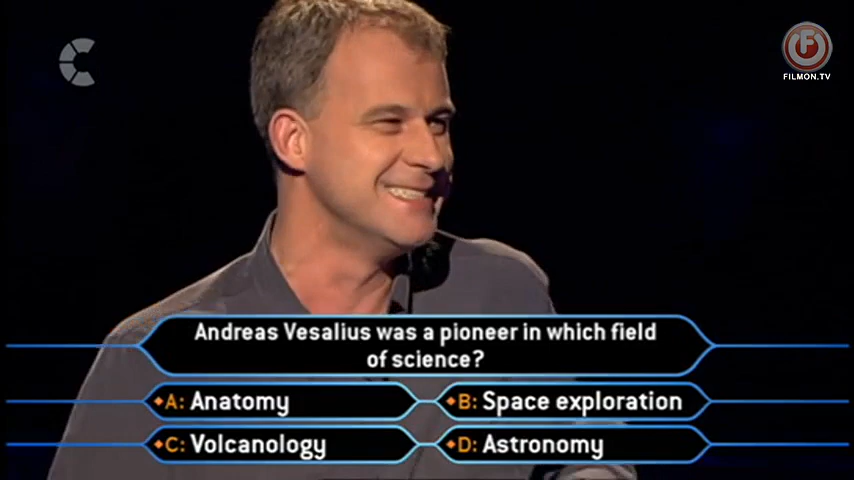 FILMON.TV
Andreas Vesalius was a pioneer in which field
of science?
A: Anatomy
B: Space exploration
C: Volcanology
D: Astronomy